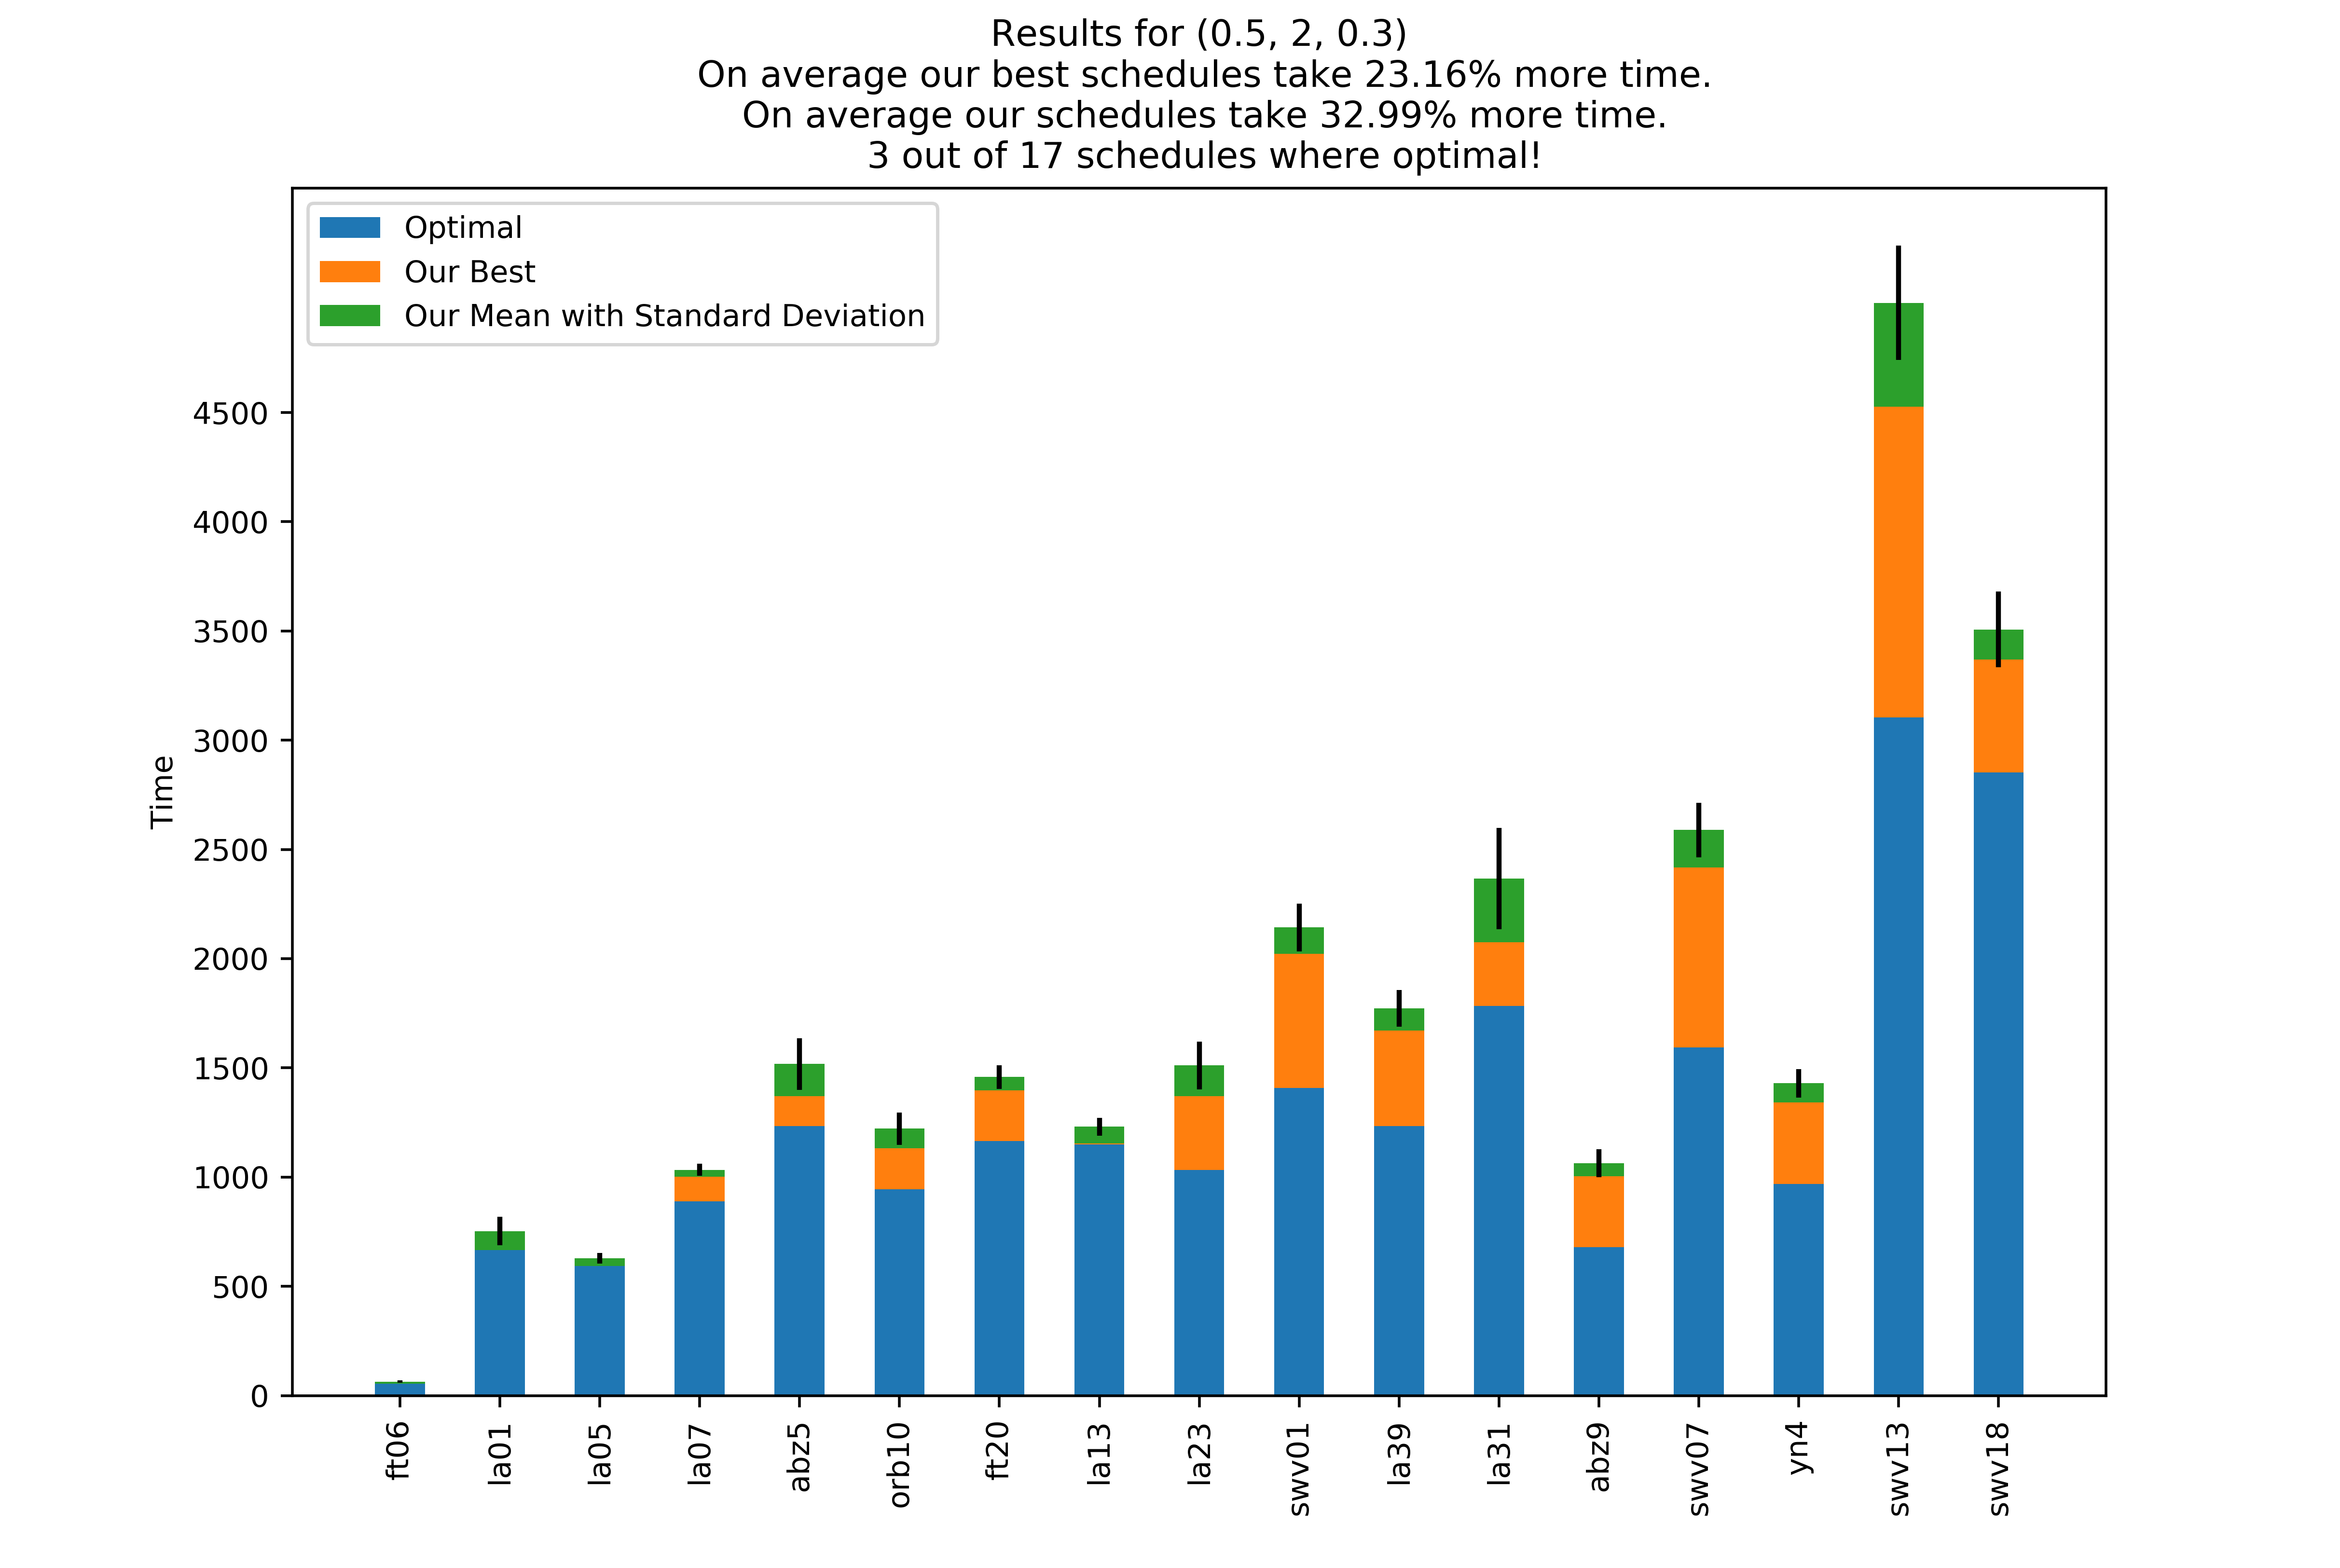 Results for (0.5, 2, 0.3)
On average our best schedules take 23.16% more time.
On average our schedules take 32.99% more time.
3 out of 17 schedules where optimal!
Optimal
Our Best
Our Mean with Standard Deviation
4500
4000
3500
3000
2500
2000
1500
1000
500
0
Time
ft06
la01
la05
la07
abz5
orb10
ft20
la13
la23
swv01
la39
la31
abz9
swv07
yn4
swv13
swv18